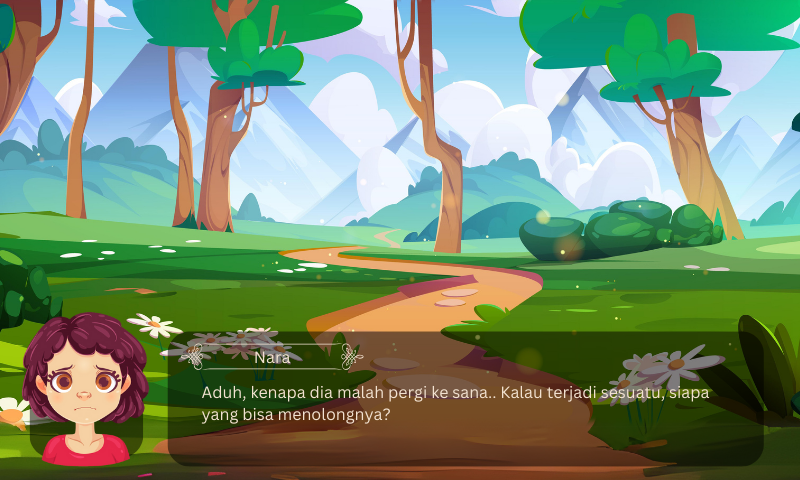 Nara
Aduh, kenapa dia malah pergi ke sana.. Kalau terjadi sesuatu, siapa
yang bisa menolongnya?